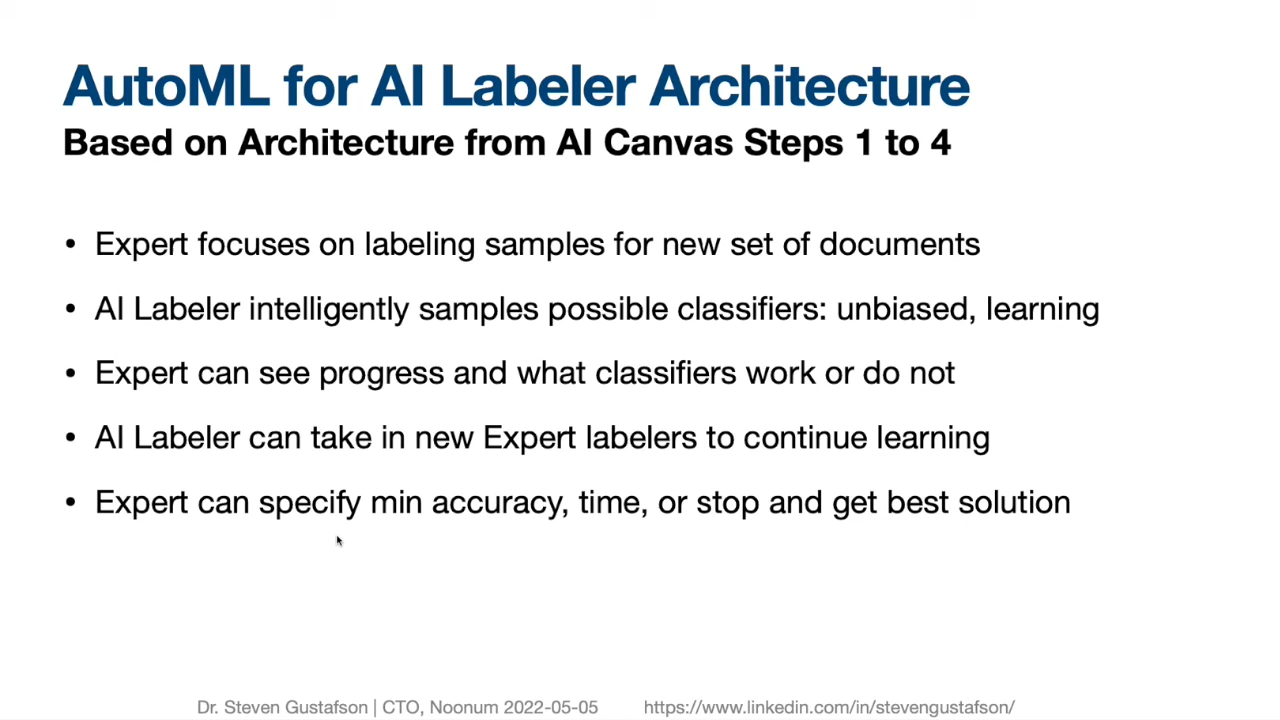 AutoML for AI Labeler Architecture
Based on Architecture from AI Canvas Steps 1 to 4
• Expert focuses on labeling samples for new set of documents
• AI Labeler intelligently samples possible classifiers: unbiased, learning
• Expert can see progress and what classifiers work or do not
• AI Labeler can take in new Expert labelers to continue learning
• Expert can specify min accuracy, time, or stop and get best solution
Dr. Steven Gustafson | CTO, Noonum 2022-05-05 https://www.linkedin.com/in/stevengustafson/